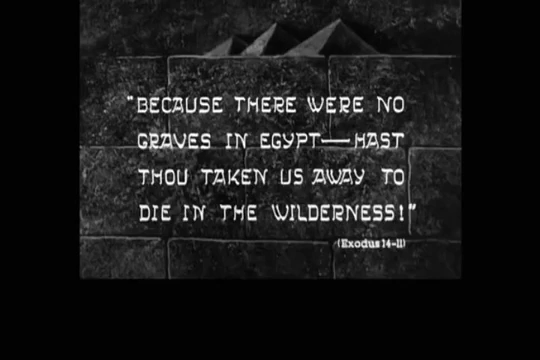 "BECAUSE THERE WERE NO
GRAVES IN EGYPT—HAST
THOU TAKEN US AWAY TO
DIE IN THE WILDERNESS!"
(Exodus 14-11)